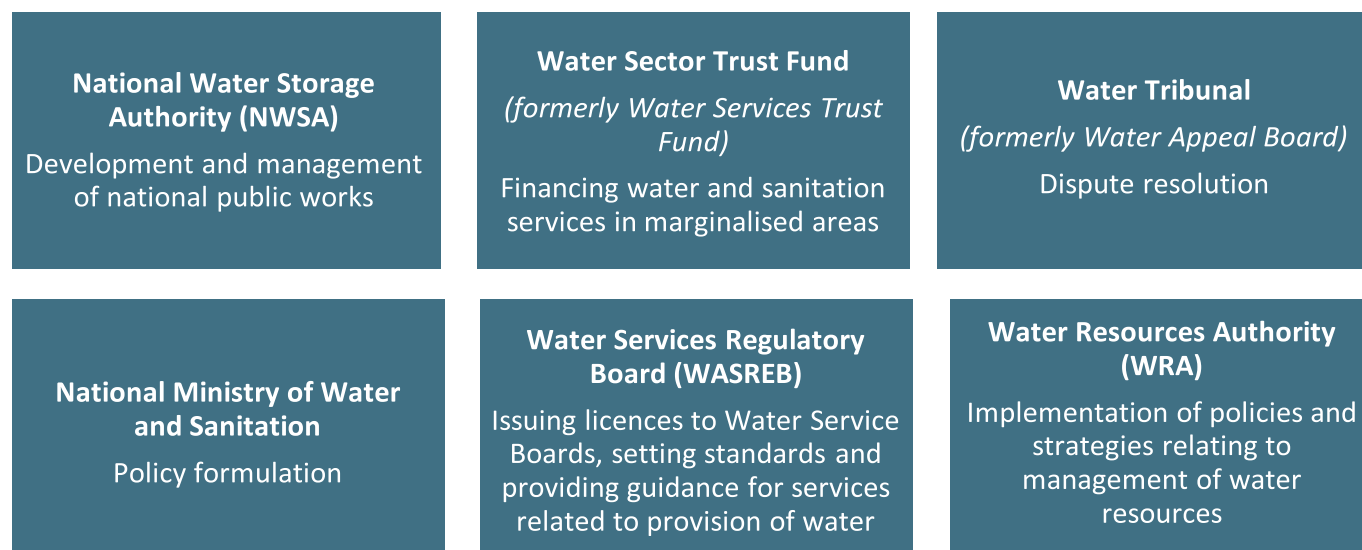 National Water Storage
Authority (NWSA)
Development and management
of national public works
Water Sector Trust Fund
(formerly Water Services Trust
Fund)
Financing water and sanitation
services in marginalised areas
Water Tribunal
(formerly Water Appeal Board)
Dispute resolution
National Ministry of Water
and Sanitation
Policy formulation
Water Services Regulatory
Board (WASREB)
Issuing licences to Water Service
Boards, setting standards and
providing guidance for services
related to provision of water
Water Resources Authority
(WRA)
Implementation of policies and
strategies relating to
management of water
resources